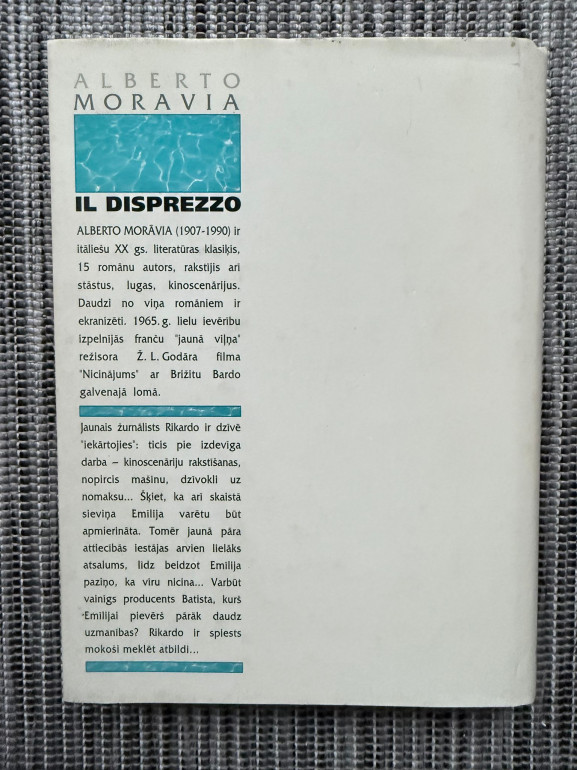 ALBERTO
MORAVIA
IL DISPREZZO
ALBERTO MORĀVIA (1907-1990) ir
itāliešu XX gs. literatūras klasiķis,
15 romānu autors, rakstījis arī
stāstus, lugas, kinoscenārijus.
Daudzi no viņa romāniem ir
ekranizēti. 1965. g. lielu ievērību
izpelnījās franču "jaunā viļņa"
režisora Ž. L. Godāra filma
"Nicinājums" ar Brižitu Bardo
galvenajā lomā.
Jaunais žurnālists Rikardo ir dzīvē
"iekārtojies": ticis pie izdevīga
darba – kinoscenāriju rakstīšanas,
nopircis mašīnu, dzīvokli uz
nomaksu... Šķiet, ka arī skaistā
sieviņa Emīlija varētu būt
apmierināta. Tomēr jaunā pāra
attiecībās iestājas arvien lielāks
atsalums, līdz beidzot Emīlija
paziņo, ka vīru nicina... Varbūt
vainīgs producents Batista, kurš
Emīlijai pievērš pārāk daudz
uzmanības? Rikardo ir spiests
mokoši meklēt atbildi...